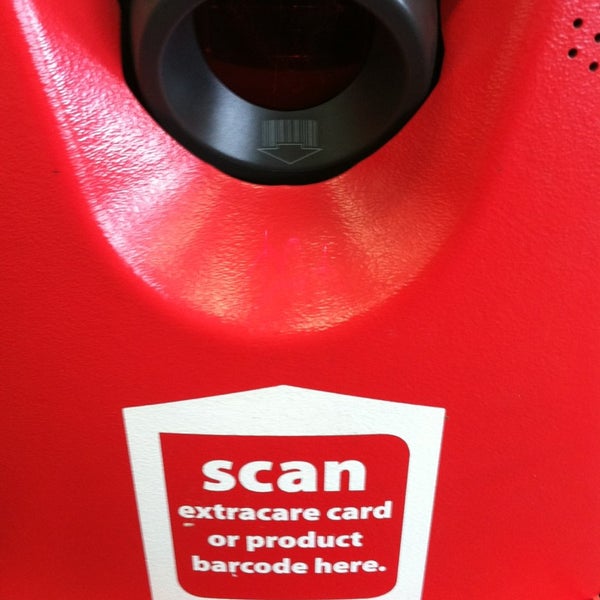 scan
extracare card
or product
barcode here.